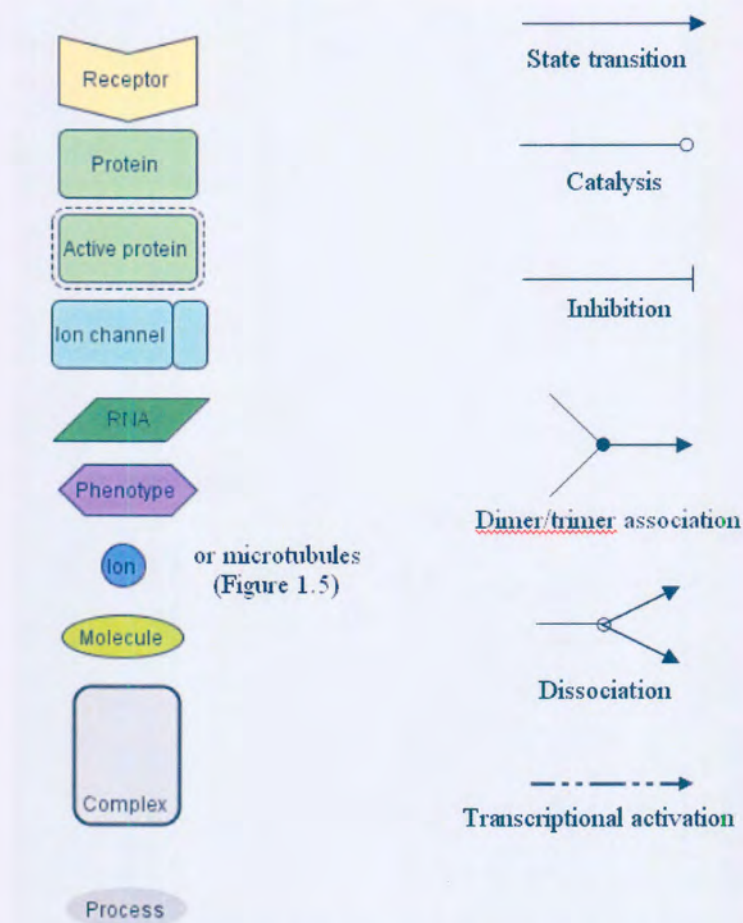 Receptor
Protein
Active protein
Ion channel
RNA
Phenotype
Ion
or microtubules
(Figure 1.5)
Molecule
Complex
Process
State transition
Catalysis
Inhibition
Dimer/trimer association
Dissociation
Transcriptional activation